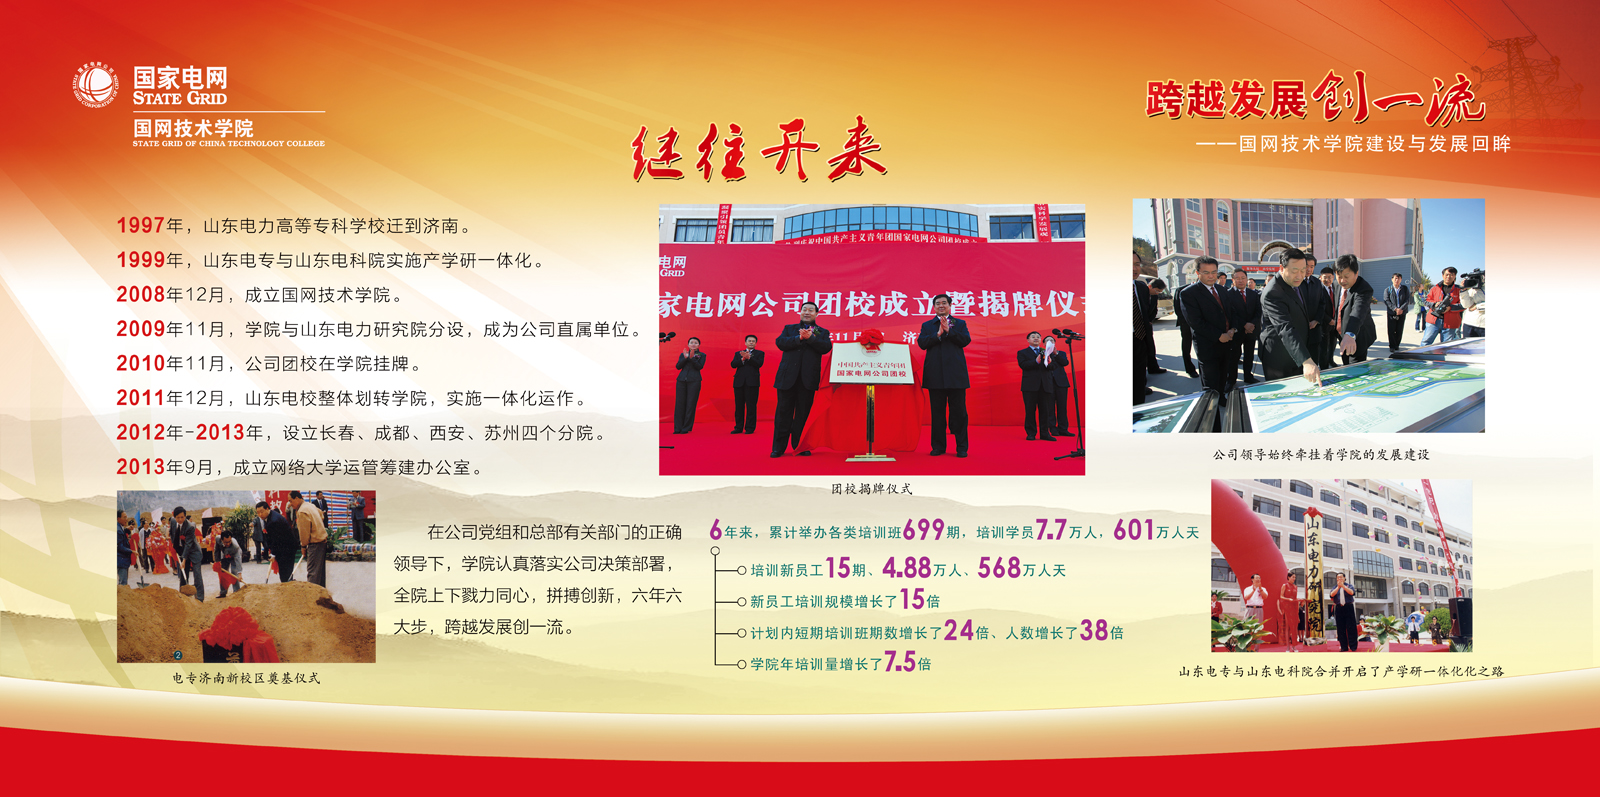 国家电网
STATE GRID
国网技术学院
STATE GRID OF CHINA TECHNOLOGY COLLEGE
继往开来
跨越发展创一流
——国网技术学院建设与发展回眸
1997年，山东电力高等专科学校迁到济南。
1999年，山东电专与山东电科院实施产学研一体化。
2008年12月，成立国网技术学院。
2009年11月，学院与山东电力研究院分设，成为公司直属单位。
2010年11月，公司团校在学院挂牌。
2011年12月，山东电校整体划转学院，实施一体化运作。
2012年-2013年，设立长春、成都、西安、苏州四个分院。
2013年9月，成立网络大学运管筹建办公室。
电专济南新校区奠基仪式
电网
GRID
家电网公司团校成立暨揭牌仪
中国共产主义青年团
国家电网公司团校
团校揭牌仪式
公司领导始终牵挂着学院的发展建设
在公司党组和总部有关部门的正确
领导下，学院认真落实公司决策部署，
全院上下戮力同心，拼搏创新，六年六
大步，跨越发展创一流。
6年来，累计举办各类培训班699期，培训学员7.7万人，601万人天
培训新员工15期、4.88万人、568万人天
新员工培训规模增长了15倍
计划内短期培训班期数增长了24倍、人数增长了38倍
学院年培训量增长了7.5倍
山东电力研究院
山东电专与山东电科院合并开启了产学研一体化化之路